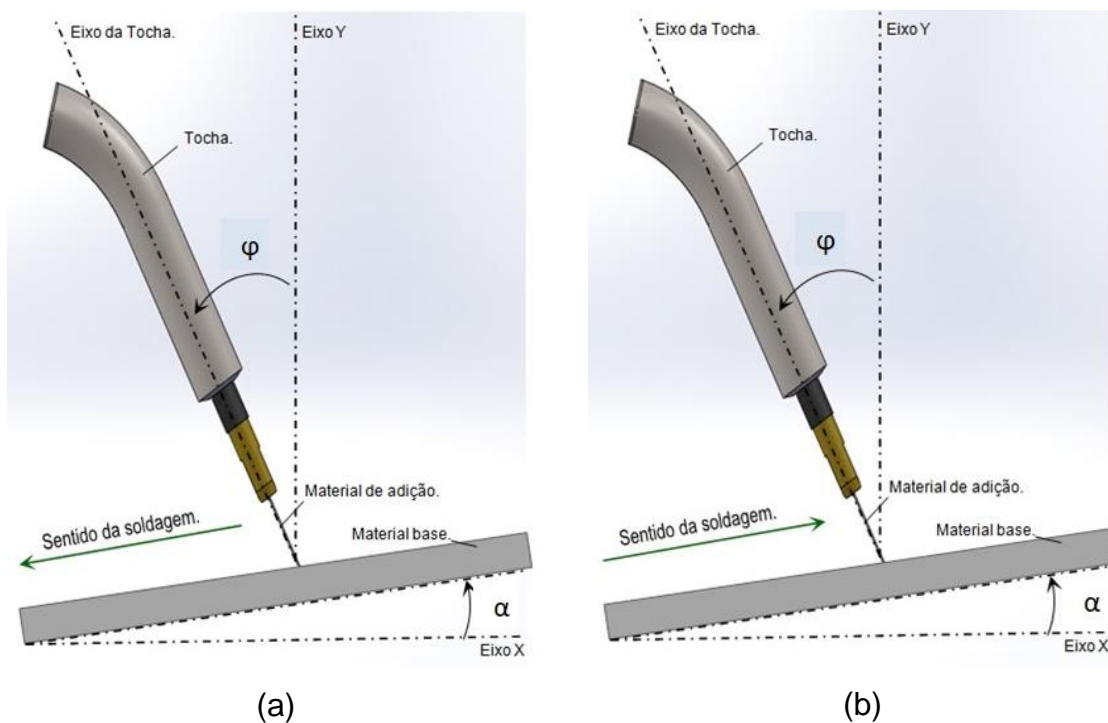 Eixo da Tocha.
Eixo Y
Tocha.
φ
Material de adição.
Sentido da soldagem.
Material base.
α
Eixo X
(a)
Eixo da Tocha.
Eixo Y
Tocha.
φ
Material de adição.
Sentido da soldagem.
Material base.
α
Eixo X
(b)